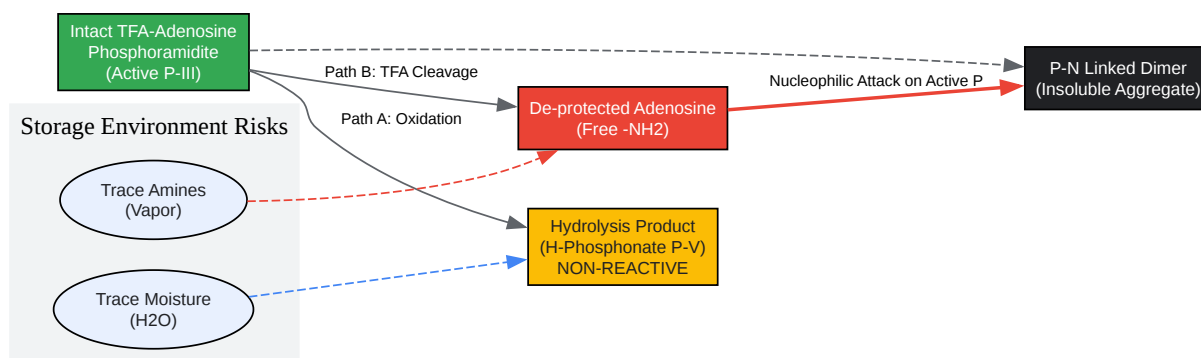 Intact TFA-Adenosine
Phosphoramidite
(Active P-III)
P-N Linked Dimer
(Insoluble Aggregate)
Path B: TFA Cleavage
Nucleophilic Attack on Active P
De-protected Adenosine
(Free -NH2)
Path A: Oxidation
Storage Environment Risks
Trace Amines
(Vapor)
Hydrolysis Product
(H-Phosphonate P-V)
NON-REACTIVE
Trace Moisture
(H2O)